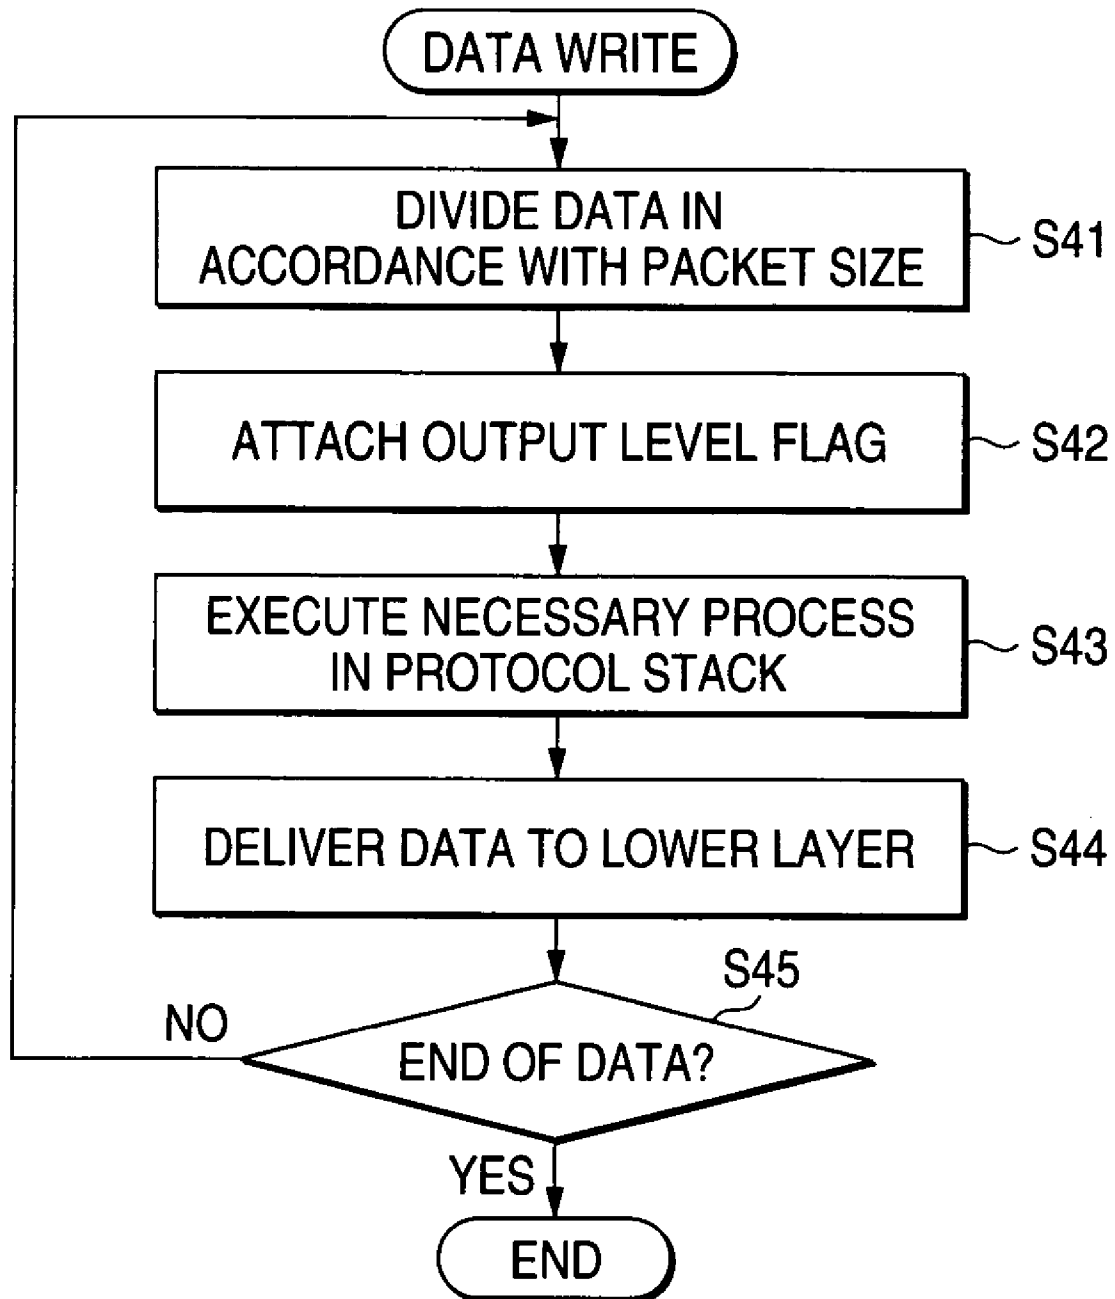 DATA WRITE
DIVIDE DATA IN
ACCORDANCE WITH PACKET SIZE
S41
ATTACH OUTPUT LEVEL FLAG
S42
EXECUTE NECESSARY PROCESS
IN PROTOCOL STACK
S43
DELIVER DATA TO LOWER LAYER
S44
S45
NO
END OF DATA?
YES
END